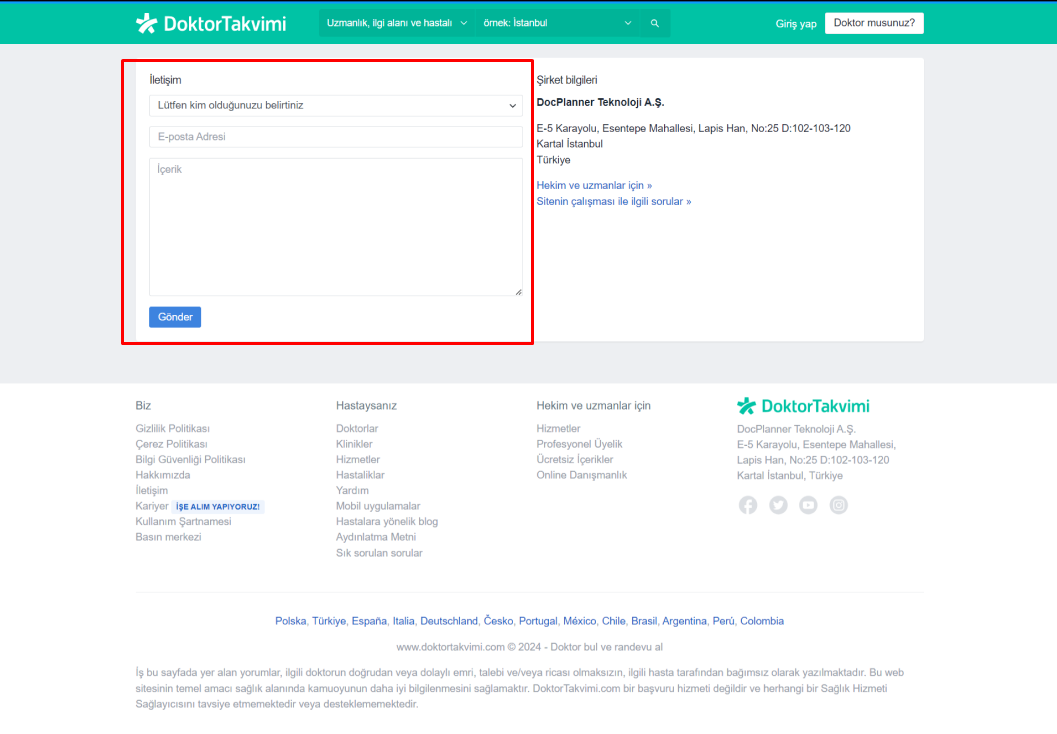 DoktorTakvimi
Uzmanlık, ilgi alanı ve hastalı
örnek: İstanbul
Giriş yap
Doktor musunuz?
İletişim
Lütfen kim olduğunuzu belirtiniz
E-posta Adresi
İçerik
Gönder
Şirket bilgileri
DocPlanner Teknoloji A.Ş.
E-5 Karayolu, Esentepe Mahallesi, Lapis Han, No:25 D:102-103-120
Kartal İstanbul
Türkiye
Hekim ve uzmanlar için »
Sitenin çalışması ile ilgili sorular »
Biz
Gizlilik Politikası
Çerez Politikası
Bilgi Güvenliği Politikası
Hakkımızda
İletişim
Kariyer İŞE ALIM YAPIYORUZ!
Kullanım Şartnamesi
Basın merkezi
Hastaysanız
Doktorlar
Klinikler
Hizmetler
Hastaliklar
Yardım
Mobil uygulamalar
Hastalara yönelik blog
Aydınlatma Metni
Sık sorulan sorular
Hekim ve uzmanlar için
Hizmetler
Profesyonel Üyelik
Ücretsiz İçerikler
Online Danışmanlık
DoktorTakvimi
DocPlanner Teknoloji A.Ş.
E-5 Karayolu, Esentepe Mahallesi,
Lapis Han, No:25 D:102-103-120
Kartal İstanbul, Türkiye
Polska, Türkiye, España, Italia, Deutschland, Česko, Portugal, México, Chile, Brasil, Argentina, Perú, Colombia
www.doktortakvimi.com © 2024 - Doktor bul ve randevu al
İş bu sayfada yer alan yorumlar, ilgili doktorun doğrudan veya dolaylı emri, talebi ve/veya ricası olmaksızın, ilgili hasta tarafından bağımsız olarak yazılmaktadır. Bu web
sitesinin temel amacı sağlık alanında kamuoyunun daha iyi bilgilenmesini sağlamaktır. DoktorTakvimi.com bir başvuru hizmeti değildir ve herhangi bir Sağlık Hizmeti
Sağlayıcısını tavsiye etmemektedir veya desteklememektedir.